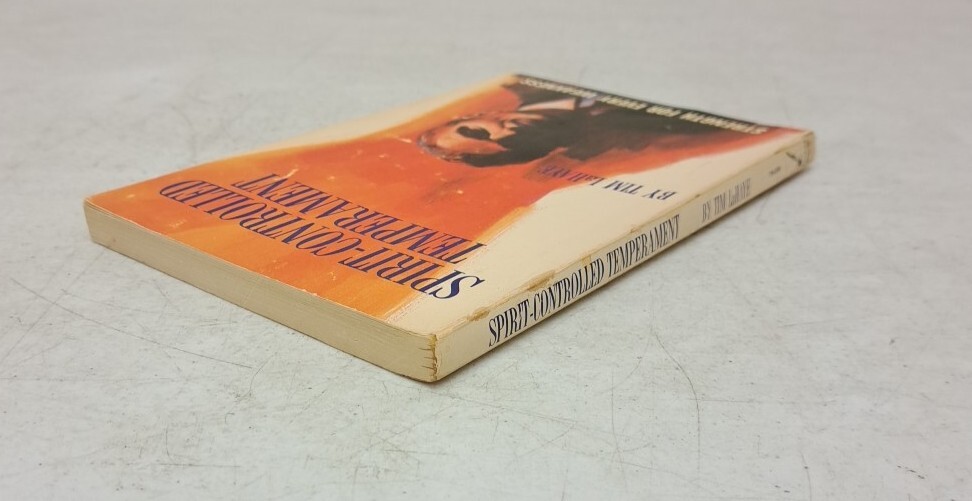 SPIRIT-CONTROLLED
TEMPERAMENT
BY TIM LaHAYE
STRENGTH FOR EVERY WEAKNESS
SPIRIT-CONTROLLED TEMPERAMENT
BY TIM LaHAYE